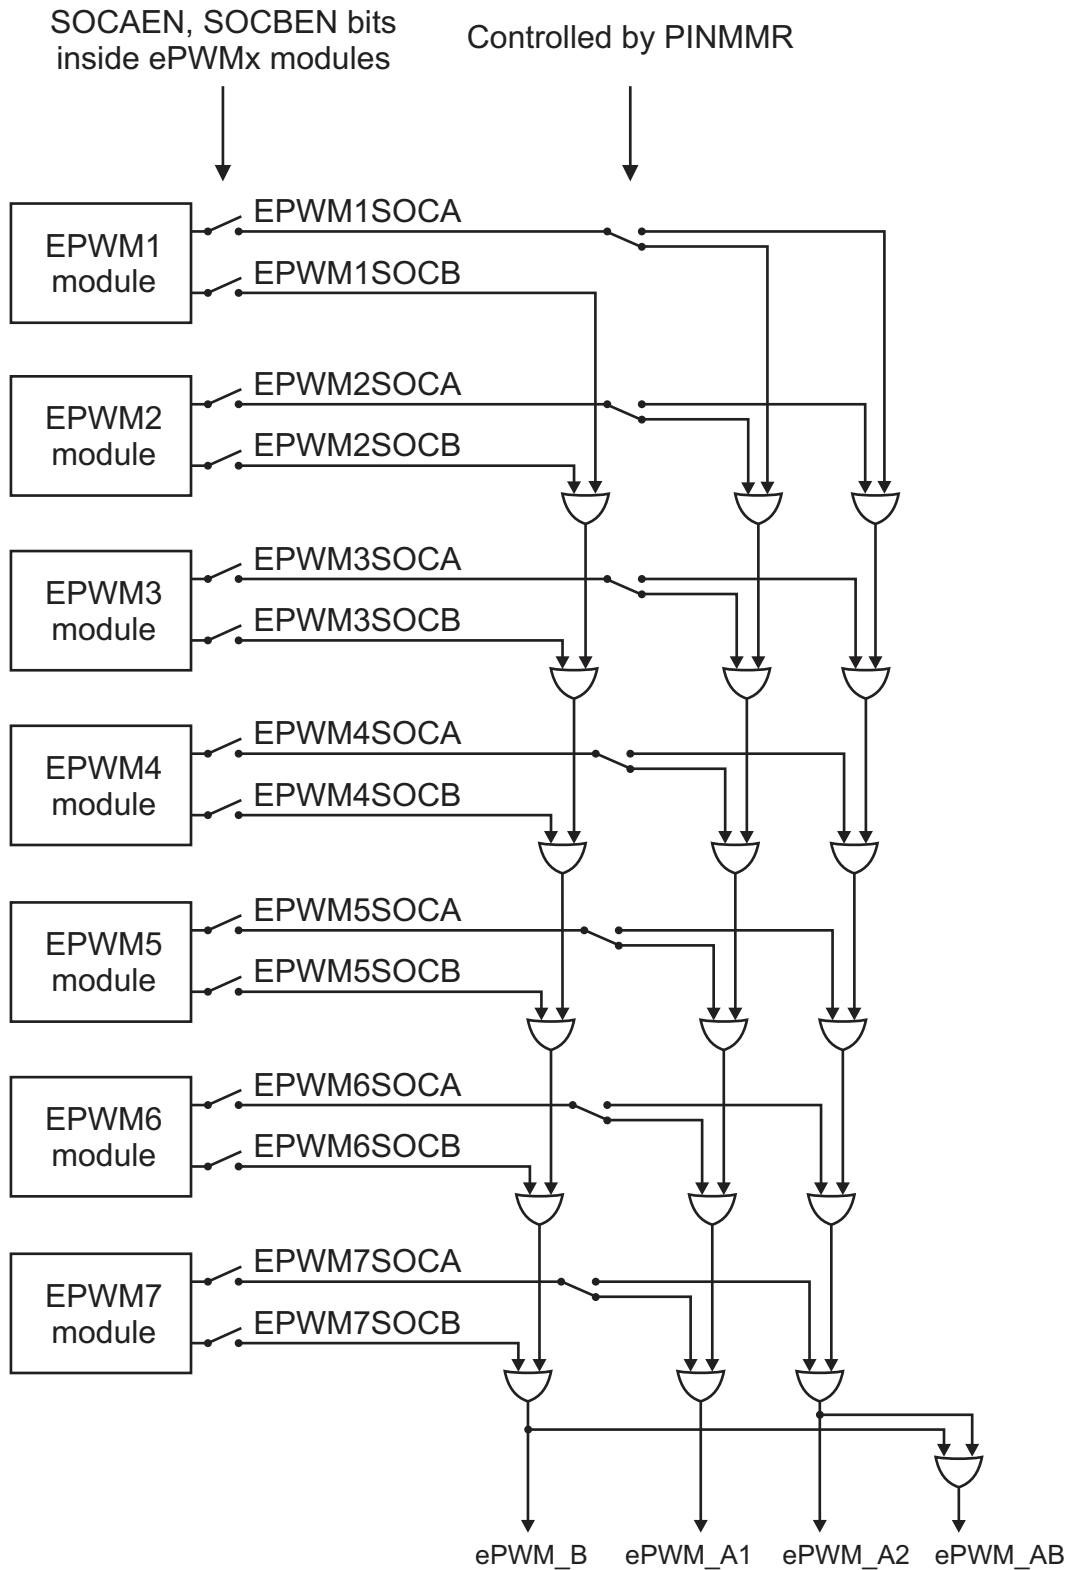 SOCAEN, SOCBEN bits
inside ePWMx modules
Controlled by PINMMR
EPWM1
module
EPWM1SOCA
EPWM1SOCB
EPWM2
module
EPWM2SOCA
EPWM2SOCB
EPWM3
module
EPWM3SOCA
EPWM3SOCB
EPWM4
module
EPWM4SOCA
EPWM4SOCB
EPWM5
module
EPWM5SOCA
EPWM5SOCB
EPWM6
module
EPWM6SOCA
EPWM6SOCB
EPWM7
module
EPWM7SOCA
EPWM7SOCB
ePWM_B
ePWM_A1
ePWM_A2
ePWM_AB